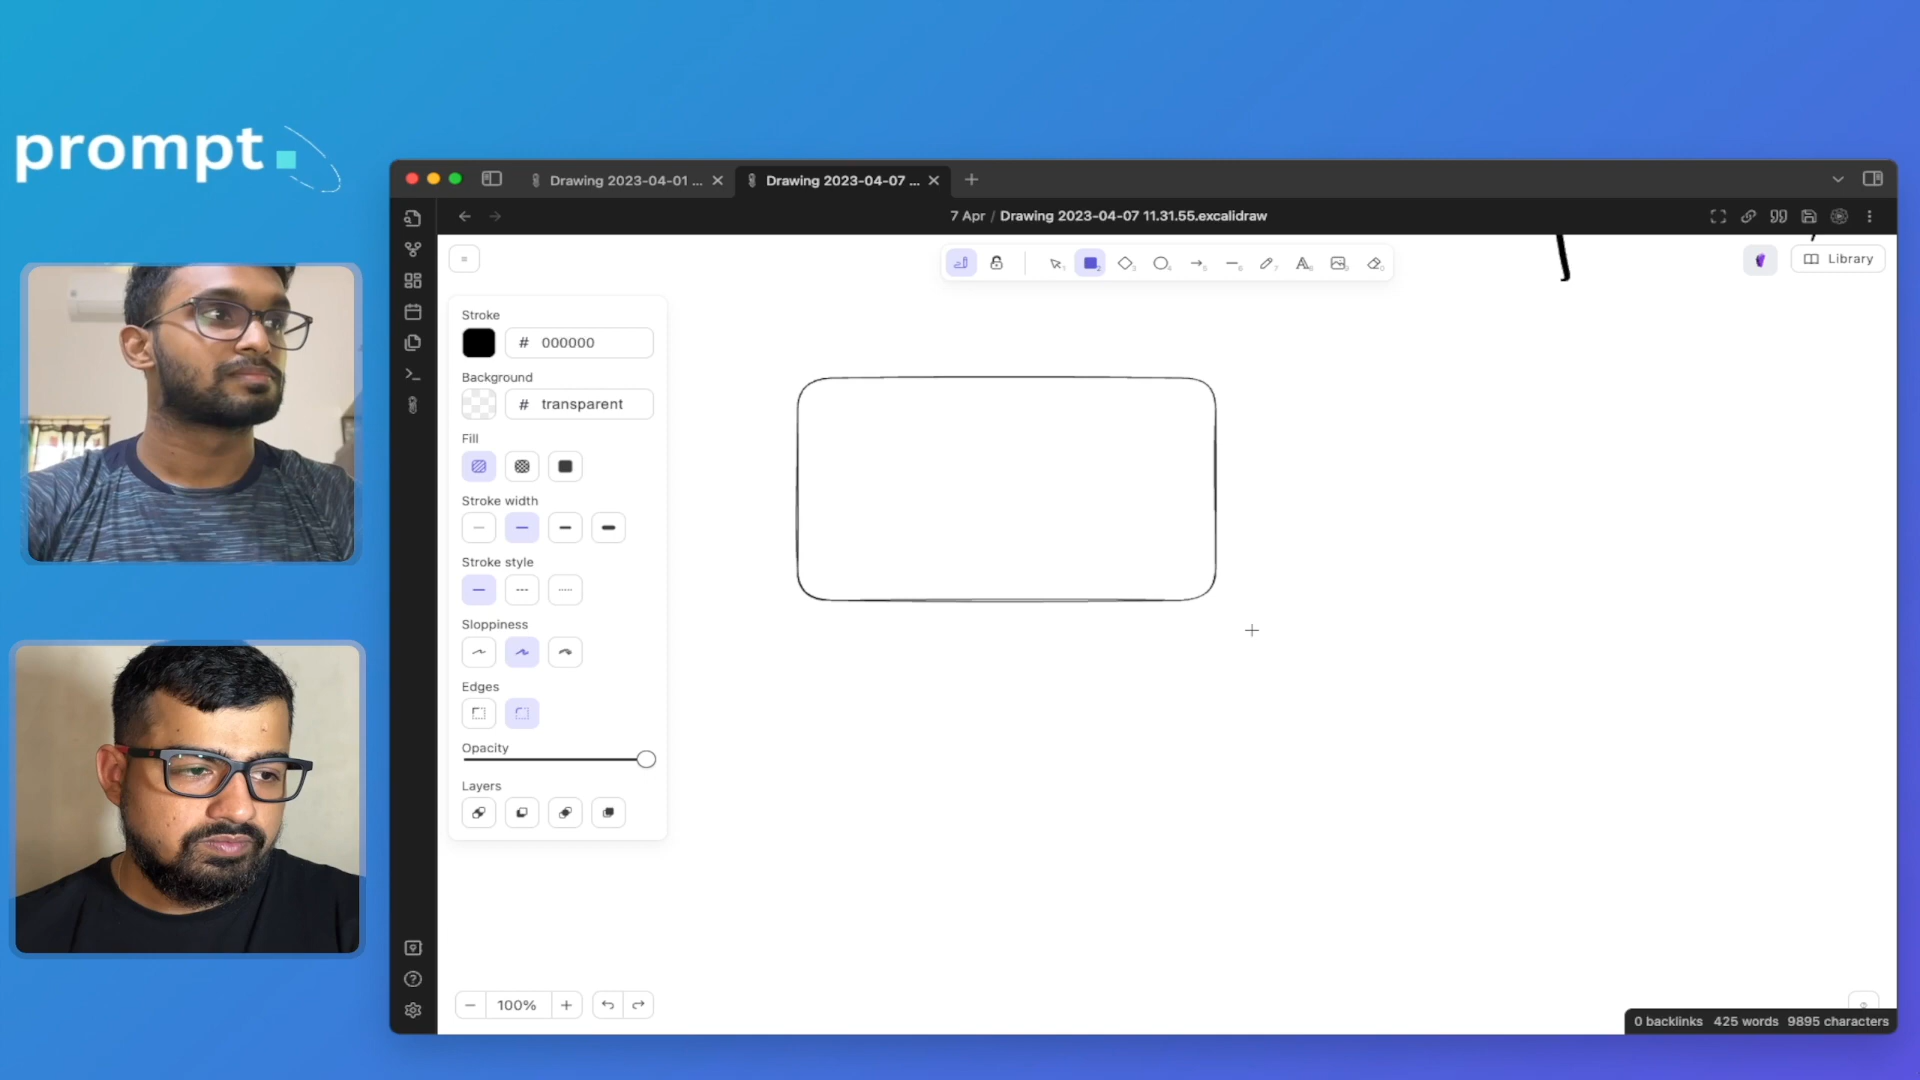 prompt
Drawing 2023-04-01 ...
Drawing 2023-04-07 ...
7 Apr / Drawing 2023-04-07 11.31.55.excalidraw
Library
Stroke
# 000000
Background
# transparent
Fill
Stroke width
Stroke style
Sloppiness
Edges
Opacity
Layers
100%
0 backlinks 425 words 9895 characters